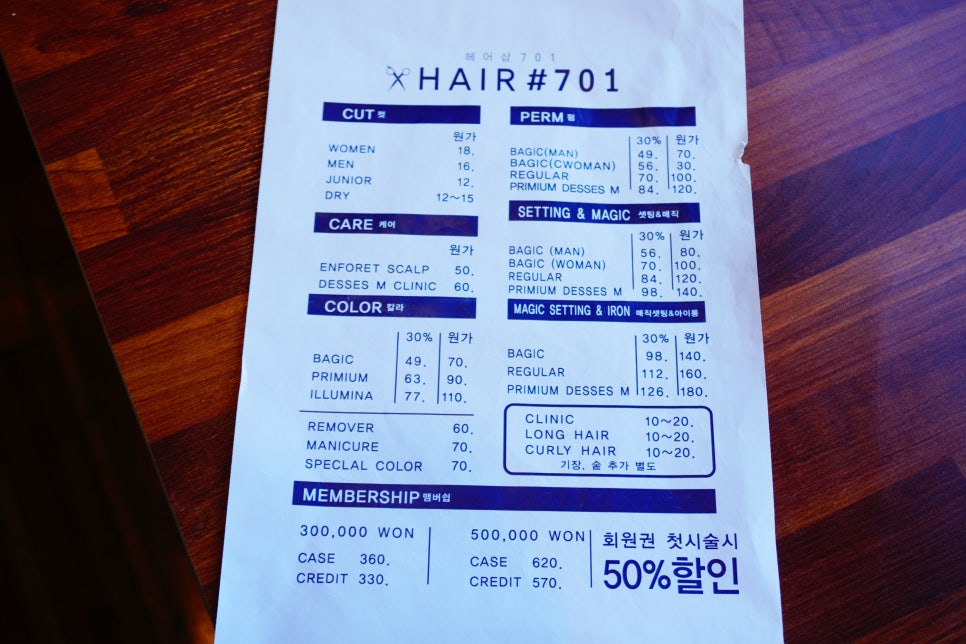 헤어샵701
HAIR #701
CUT 컷
원가
WOMEN 18.
MEN 16.
JUNIOR 12.
DRY 12~15
CARE 케어
원가
ENFORET SCALP 50.
DESSES M CLINIC 60.
COLOR 칼라
30% 원가
BAGIC 49. 70.
PRIMIUM 63. 90.
ILLUMINA 77. 110.
REMOVER 60.
MANICURE 70.
SPECLAL COLOR 70.
PERM 펌
30% 원가
BAGIC(MAN) 49. 70.
BAGIC(CWOMAN) 56. 30.
REGULAR 70. 100.
PRIMIUM DESSES M 84. 120.
SETTING & MAGIC 셋팅&매직
30% 원가
BAGIC (MAN) 56. 80.
BAGIC (WOMAN) 70. 100.
REGULAR 84. 120.
PRIMIUM DESSES M 98. 140.
MAGIC SETTING & IRON 매직셋팅&아이롱
30% 원가
BAGIC 98. 140.
REGULAR 112. 160.
PRIMIUM DESSES M 126. 180.
CLINIC 10~20.
LONG HAIR 10~20.
CURLY HAIR 10~20.
기장, 숱 추가 별도
MEMBERSHIP 맴버쉽
300,000 WON
CASE 360.
CREDIT 330.
500,000 WON
CASE 620.
CREDIT 570.
회원권 첫시술시
50%할인